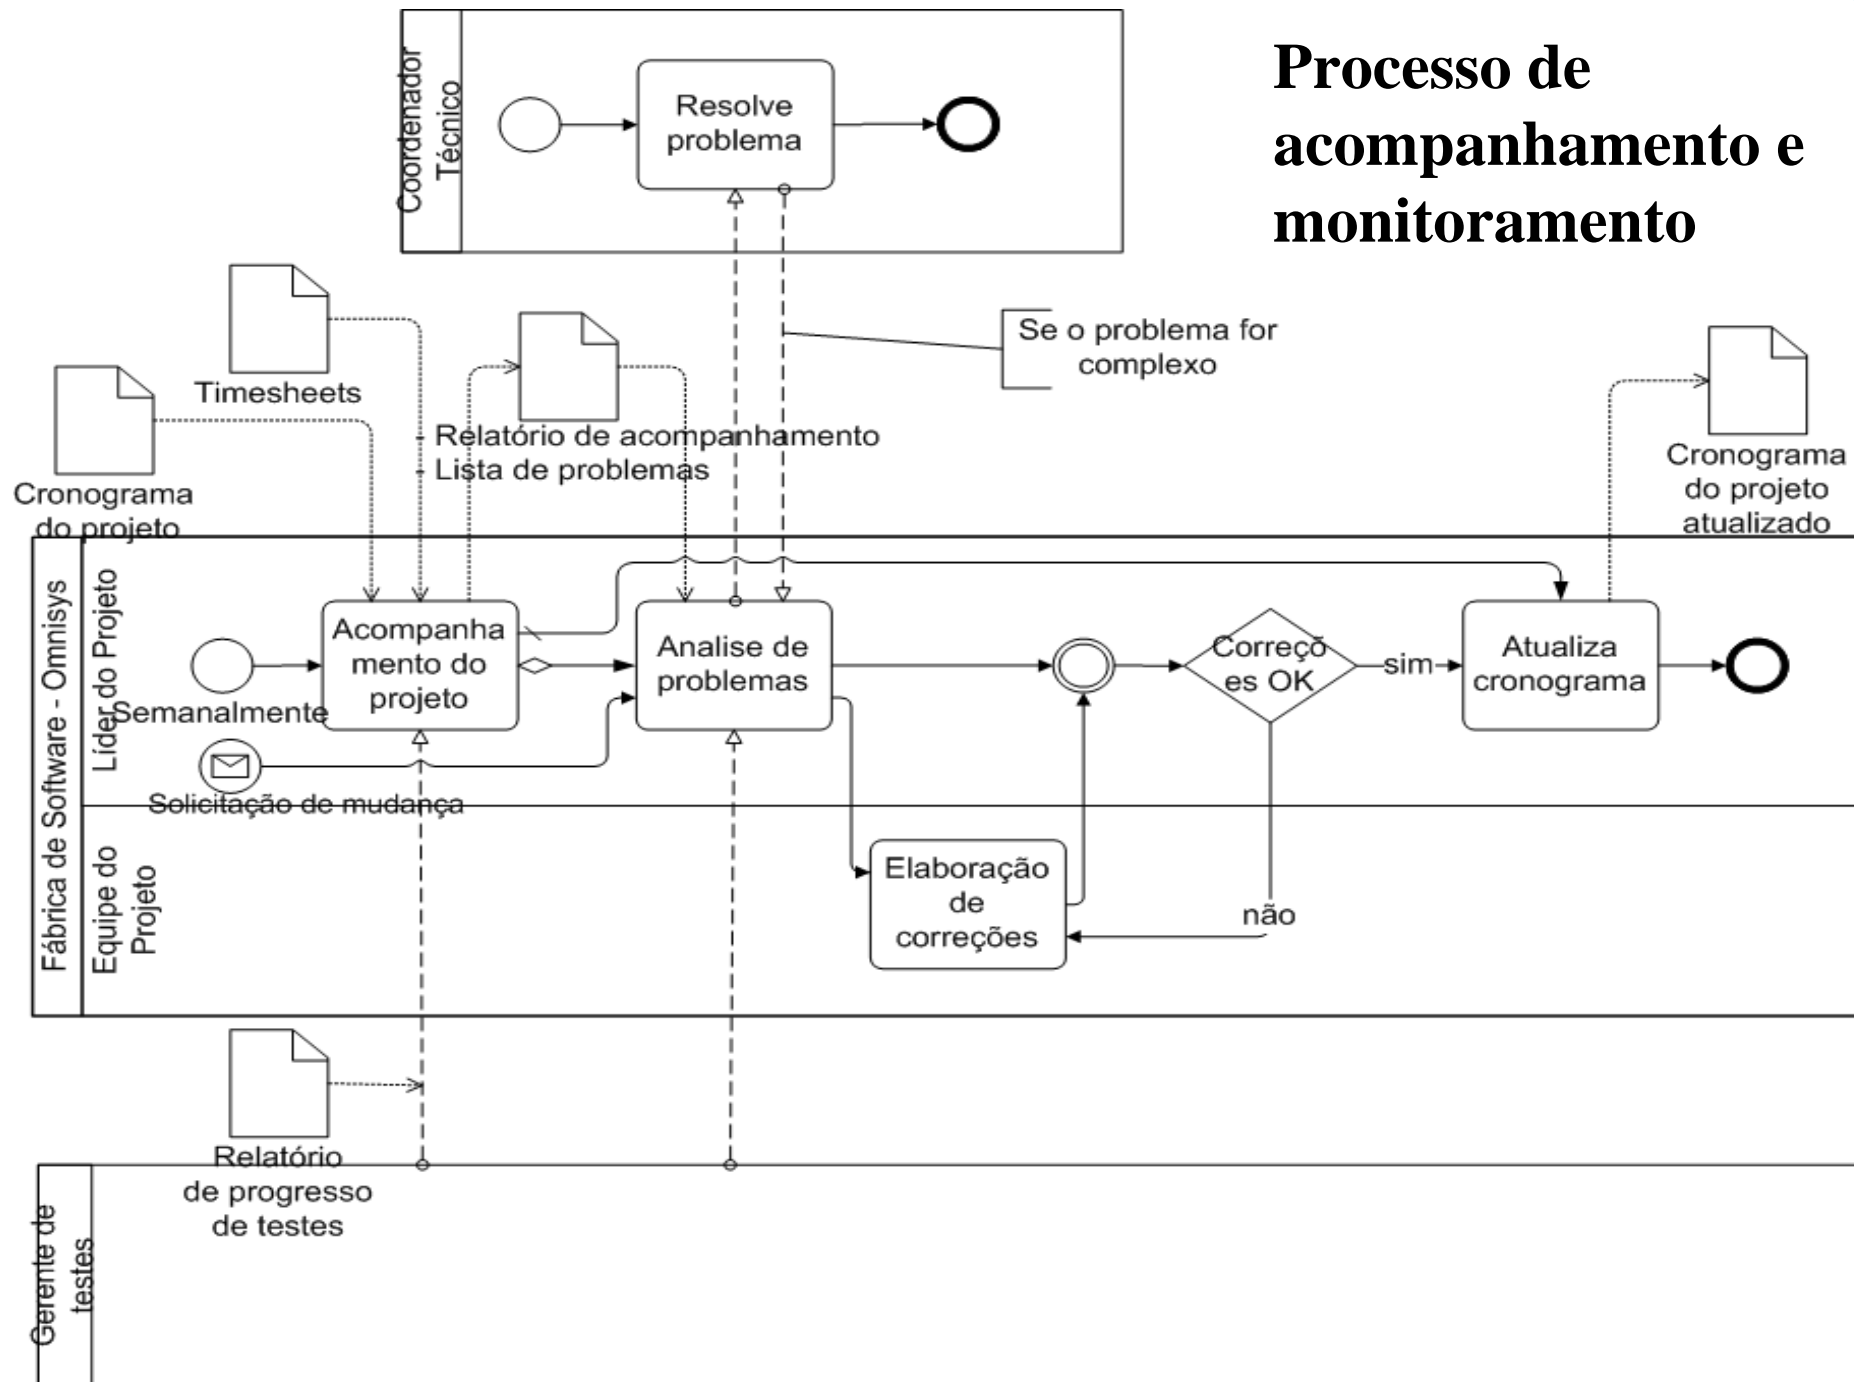 Processo de
acompanhamento e
monitoramento
Coordenador
Técnico
Resolve
problema
Se o problema for
complexo
Timesheets
- Relatório de acompanhamento
- Lista de problemas
Cronograma
do projeto
Cronograma
do projeto
atualizado
Fábrica de Software - Omnisys
Líder do Projeto
Semanalmente
Acompanha
mento do
projeto
Analise de
problemas
Correçõ
es OK
sim
Atualiza
cronograma
Solicitação de mudança
Equipe do
Projeto
Elaboração
de
correções
não
Relatório
de progresso
de testes
Gerente de
testes